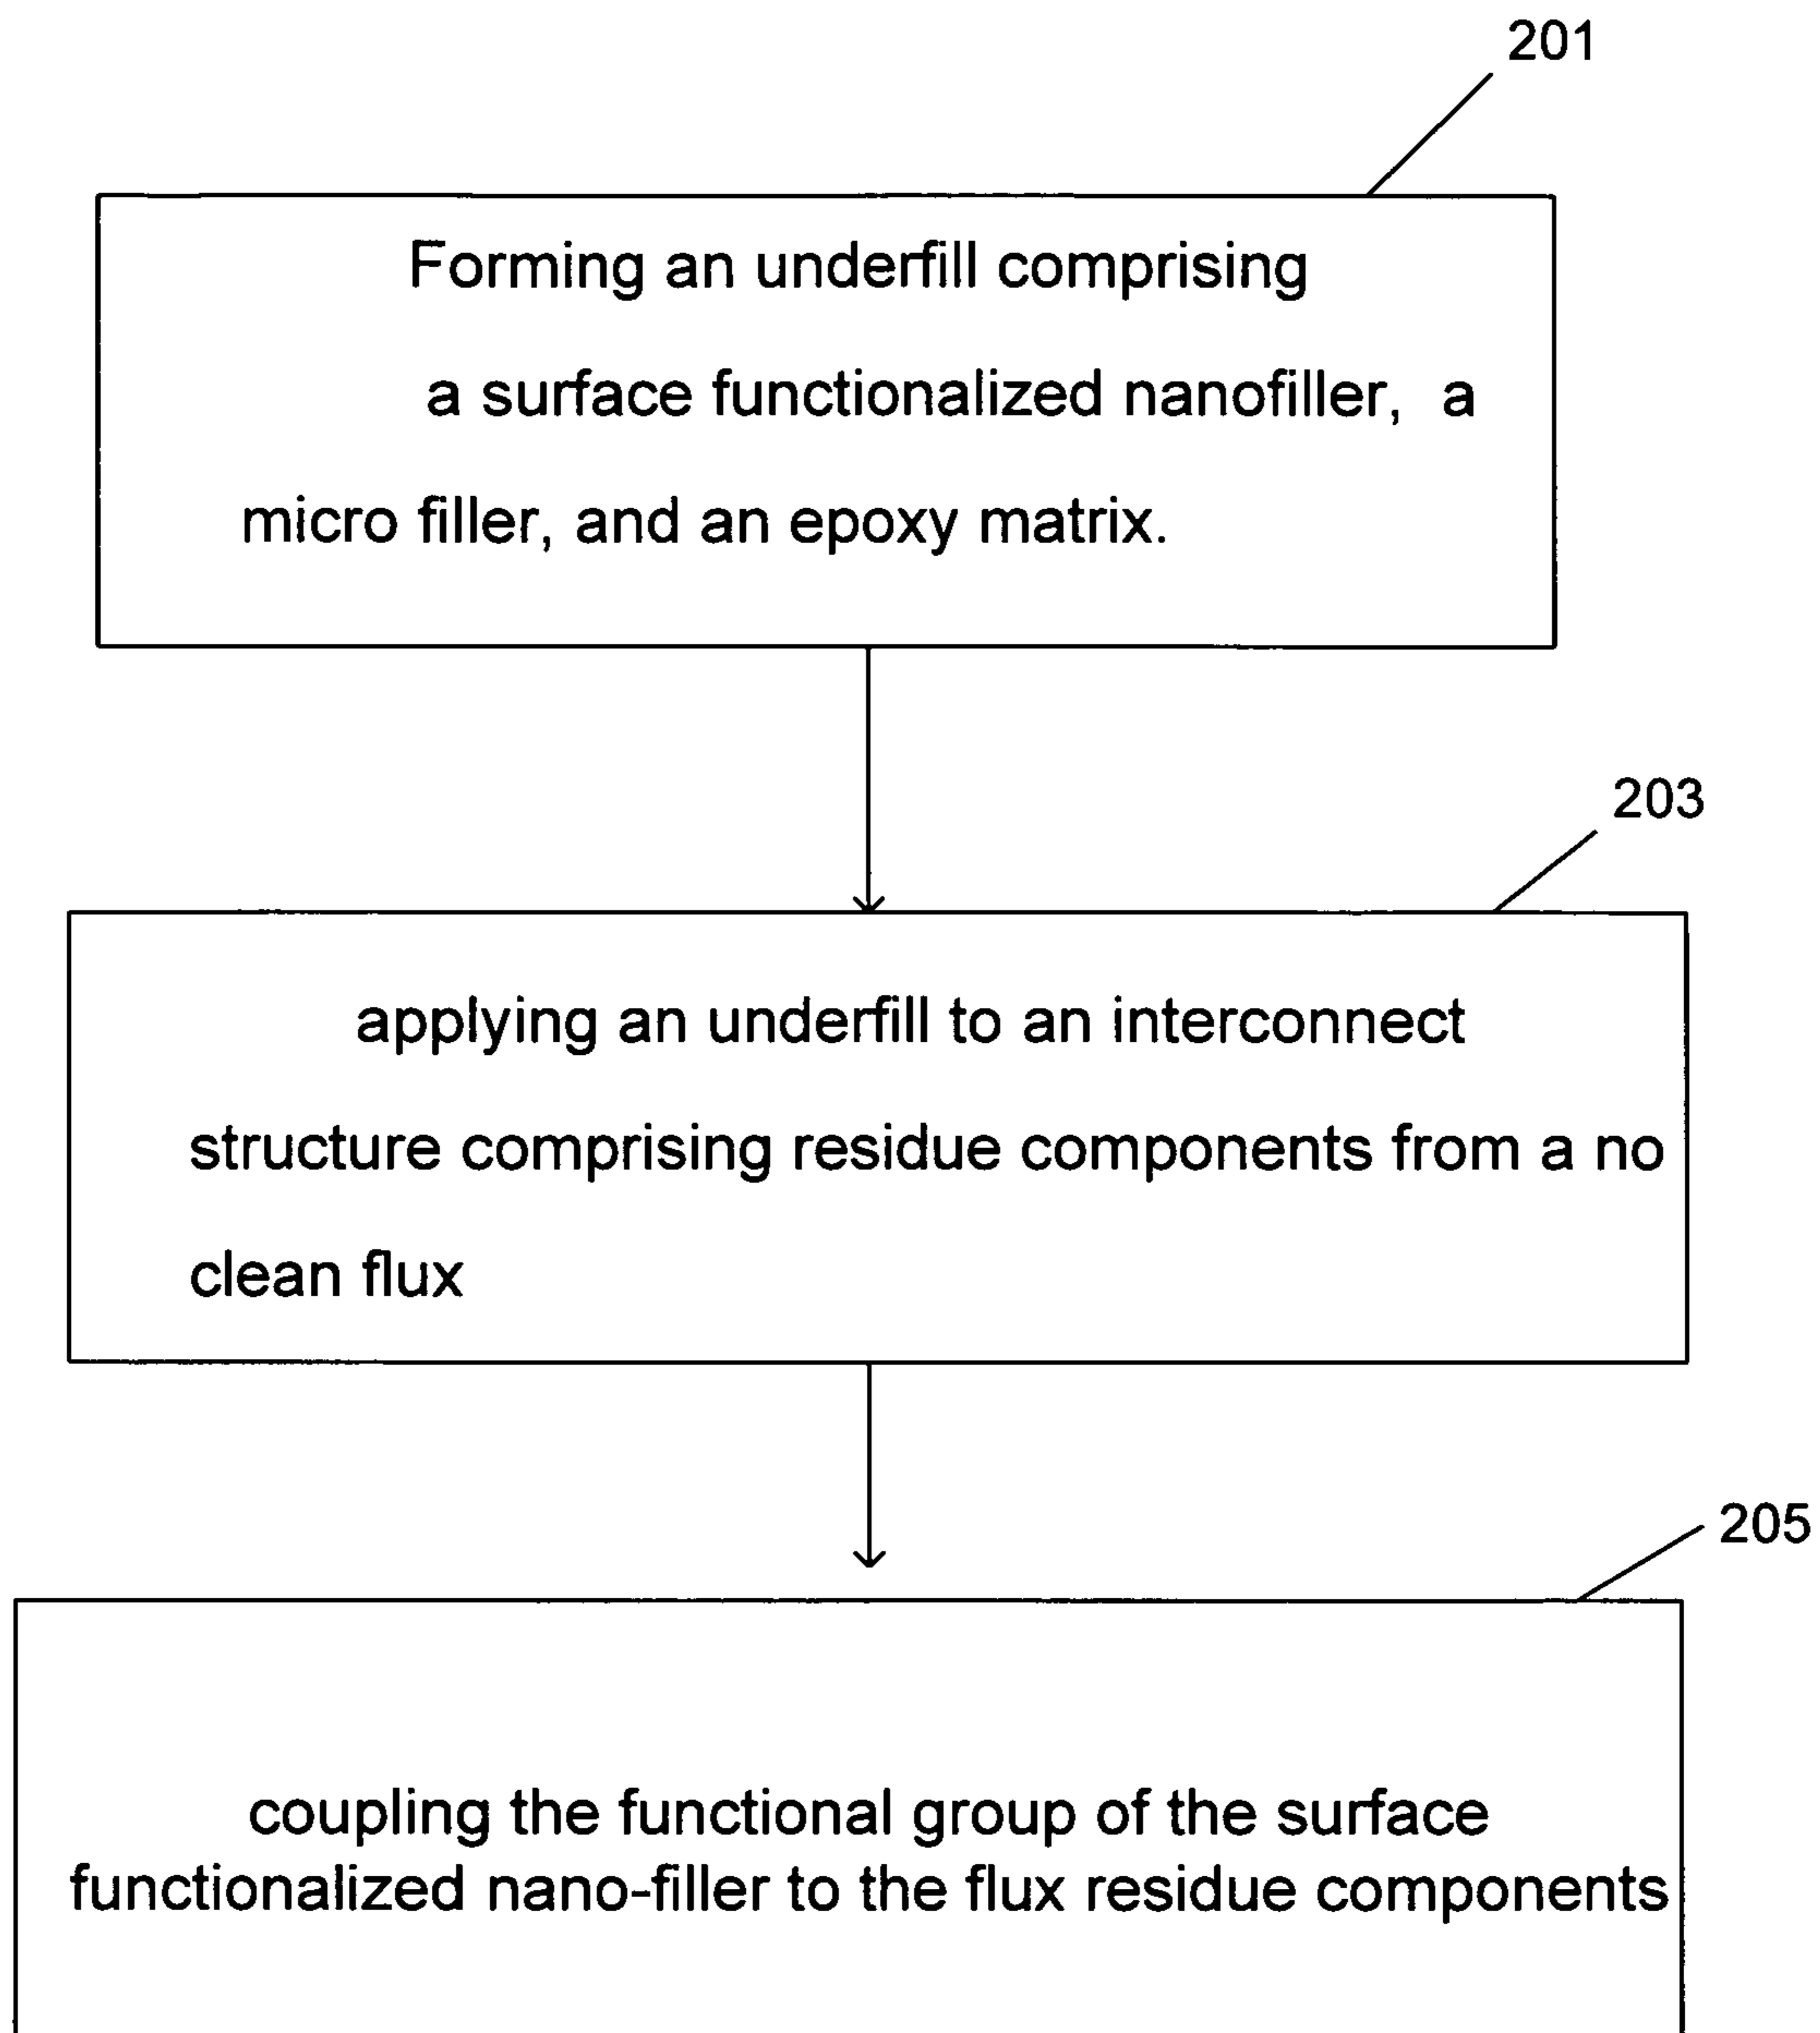 201
Forming an underfill comprising
a surface functionalized nanofiller, a
micro filler, and an epoxy matrix.
203
applying an underfill to an interconnect
structure comprising residue components from a no
clean flux
205
coupling the functional group of the surface
functionalized nano-filler to the flux residue components